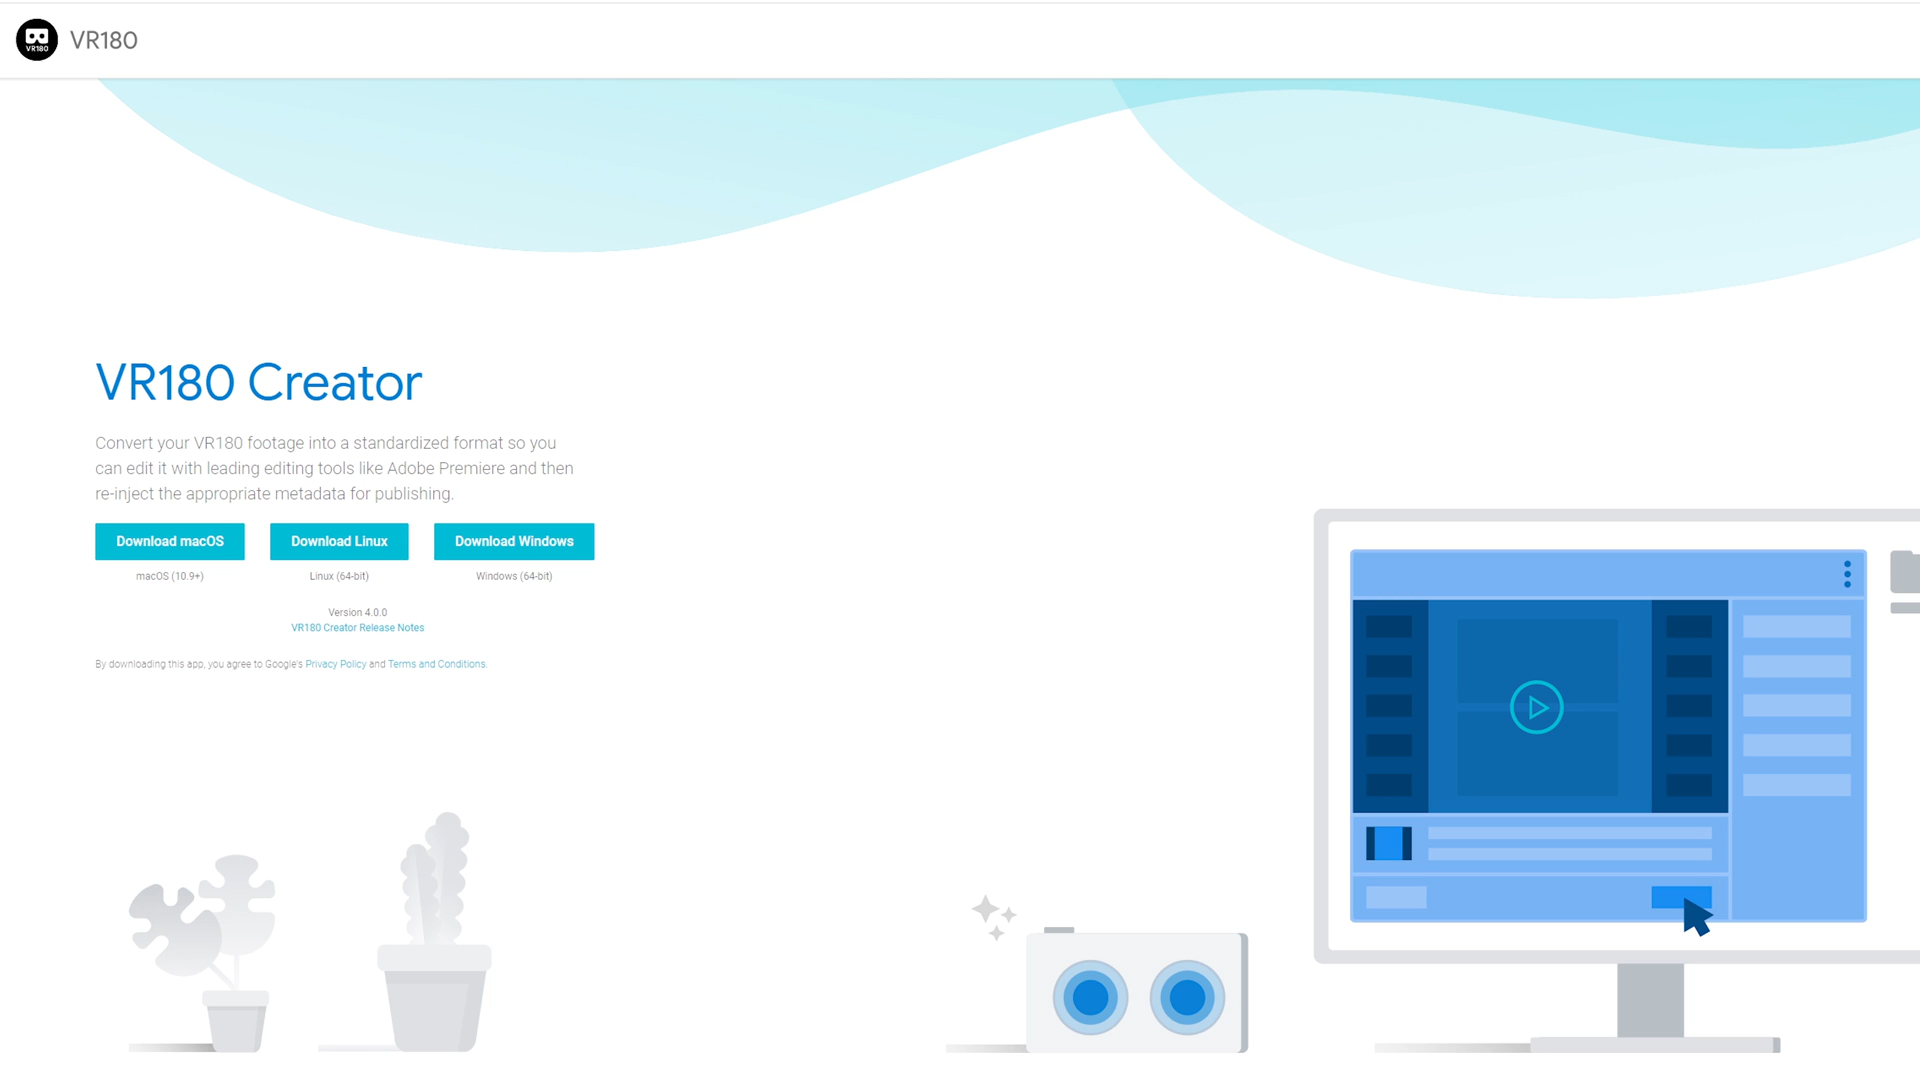 VR180
VR180
VR180 Creator
Convert your VR180 footage into a standardized format so you
can edit it with leading editing tools like Adobe Premiere and then
re-inject the appropriate metadata for publishing.
Download macOS
Download Linux
Download Windows
macOS (10.9+)
Linux (64-bit)
Windows (64-bit)
Version 4.0.0
VR180 Creator Release Notes
By downloading this app, you agree to Google's Privacy Policy and Terms and Conditions.